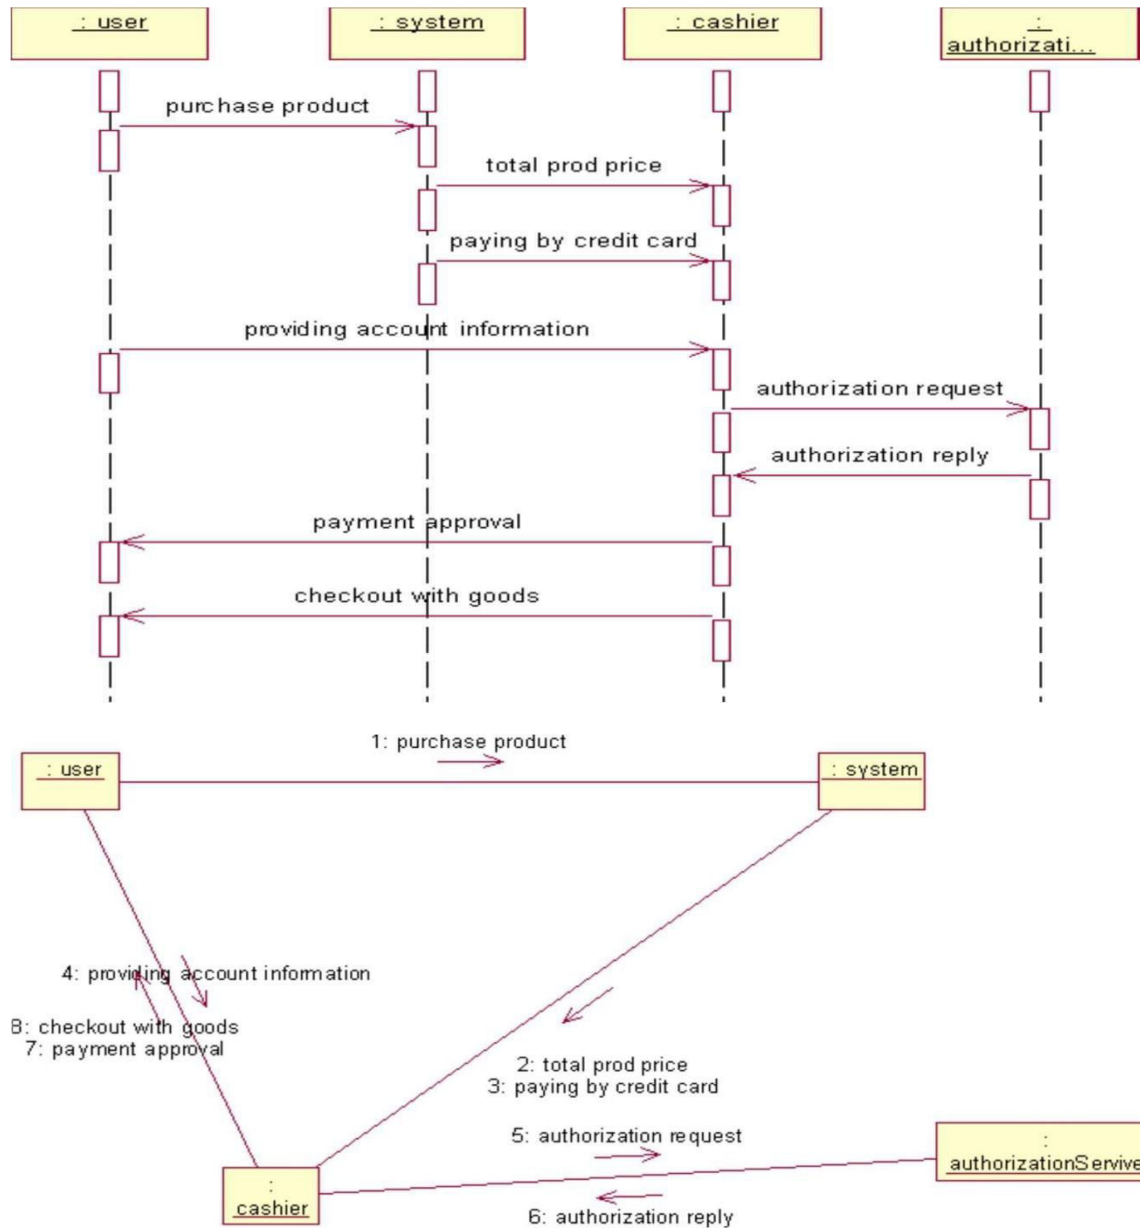 : user
: system
: cashier
:
authorizati...
purchase product
total prod price
paying by credit card
providing account information
authorization request
authorization reply
payment approval
checkout with goods
1: purchase product
: user
: system
4: providing account information
8: checkout with goods
7: payment approval
2: total prod price
3: paying by credit card
5: authorization request
:
authorizationServive
:
cashier
6: authorization reply